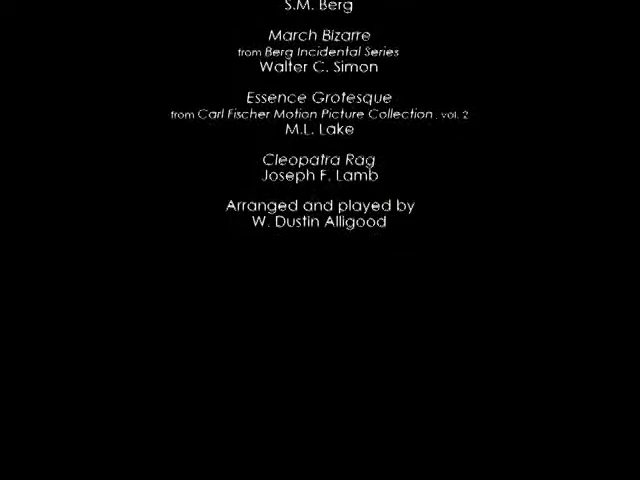 S.M. Berg
March Bizarre
from Berg Incidental Series
Walter C. Simon
Essence Grotesque
from Carl Fischer Motion Picture Collection, vol. 2
M.L. Lake
Cleopatra Rag
Joseph F. Lamb
Arranged and played by
W. Dustin Alligood